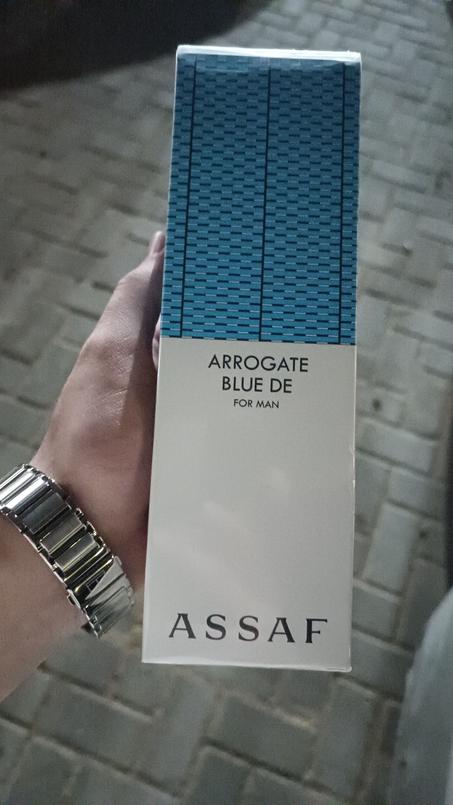 ARROGATE
BLUE DE
FOR MAN
ASSAF